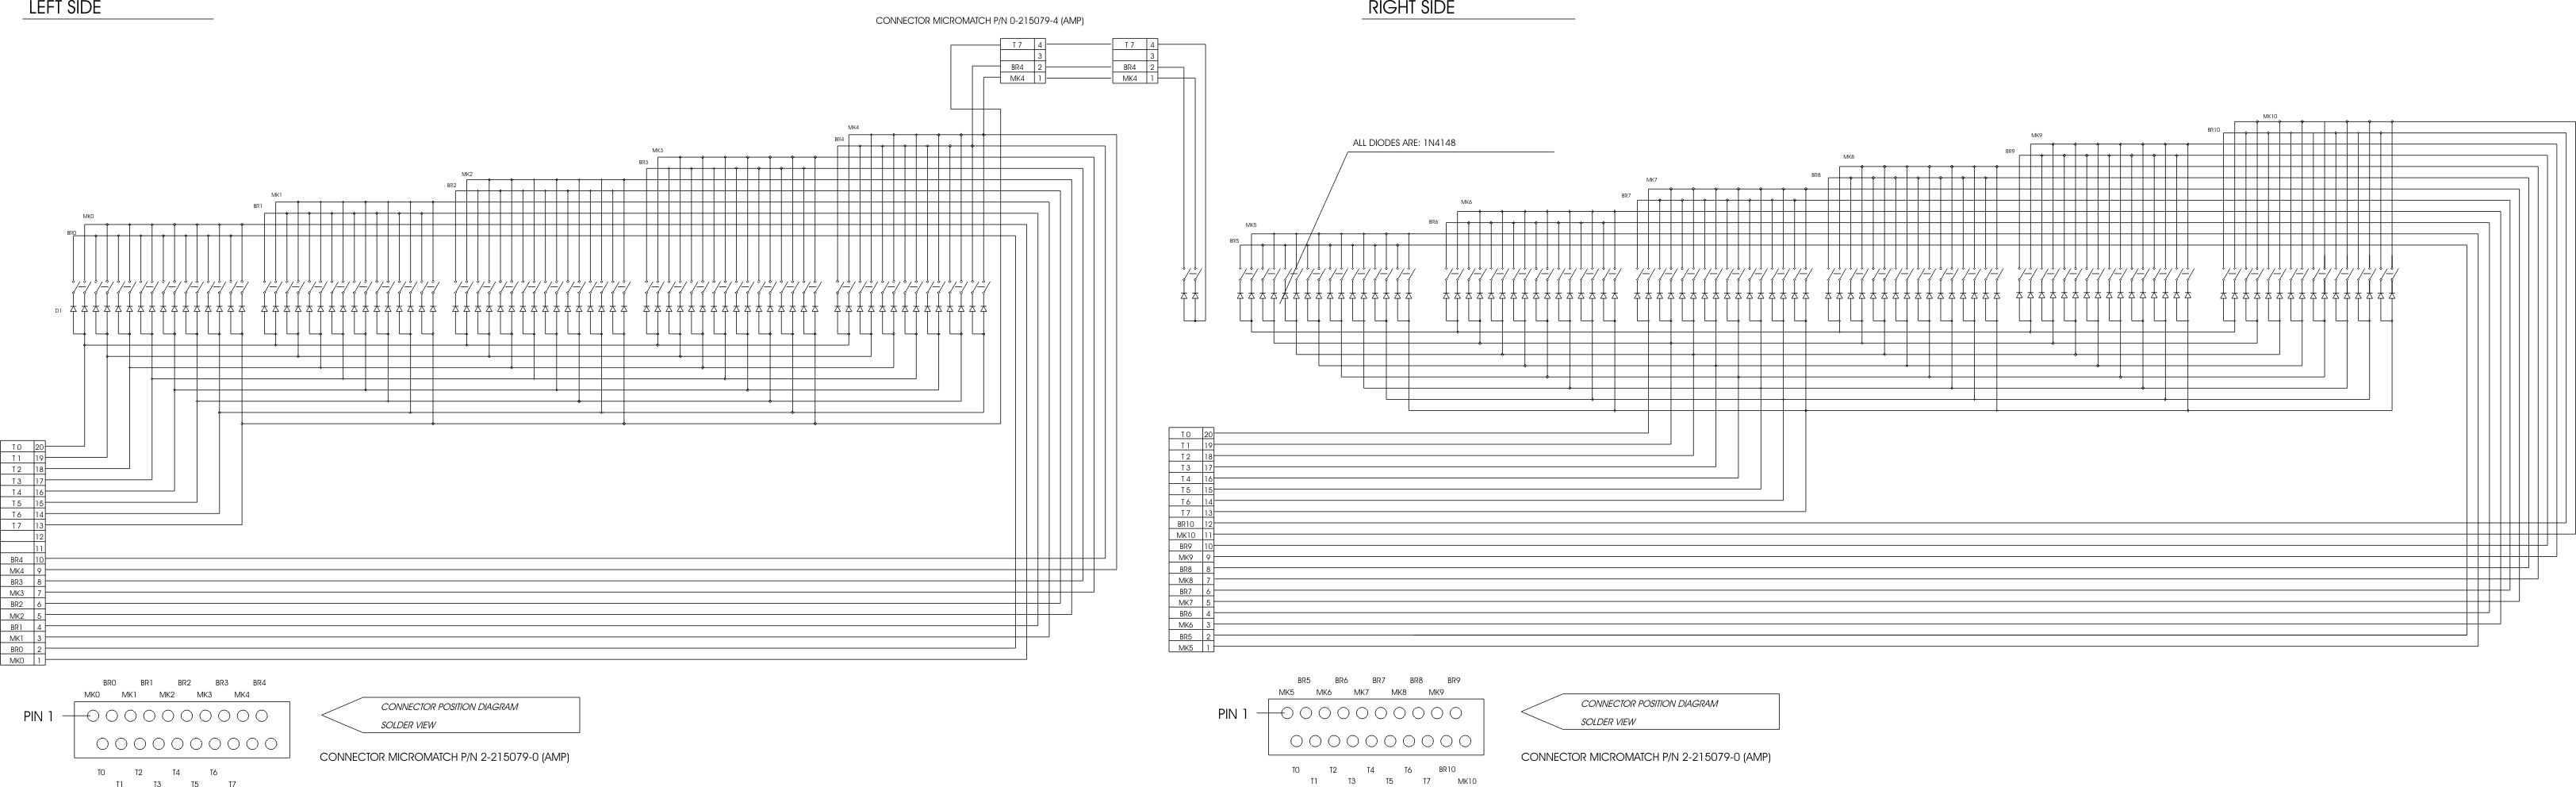 LEFT SIDE
RIGHT SIDE
CONNECTOR MICROMATCH P/N 0-215079-4 (AMP)
T 7 4
3
BR4 2
MK4 1
T 7 4
3
BR4 2
MK4 1
ALL DIODES ARE: 1N4148
MK0
BR0
MK1
BR1
MK2
BR2
MK3
BR3
MK4
BR4
D1
MK5
BR5
MK6
BR6
MK7
BR7
MK8
BR8
MK9
BR9
MK10
BR10
T 0 20
T 1 19
T 2 18
T 3 17
T 4 16
T 5 15
T 6 14
T 7 13
12
11
BR4 10
MK4 9
BR3 8
MK3 7
BR2 6
MK2 5
BR1 4
MK1 3
BR0 2
MK0 1
T 0 20
T 1 19
T 2 18
T 3 17
T 4 16
T 5 15
T 6 14
T 7 13
BR10 12
MK10 11
BR9 10
MK9 9
BR8 8
MK8 7
BR7 6
MK7 5
BR6 4
MK6 3
BR5 2
MK5 1
BR0 BR1 BR2 BR3 BR4
MK0 MK1 MK2 MK3 MK4
PIN 1
T0 T2 T4 T6
T1 T3 T5 T7
CONNECTOR POSITION DIAGRAM
SOLDER VIEW
CONNECTOR MICROMATCH P/N 2-215079-0 (AMP)
BR5 BR6 BR7 BR8 BR9
MK5 MK6 MK7 MK8 MK9
PIN 1
T0 T2 T4 T6 BR10
T1 T3 T5 T7 MK10
CONNECTOR POSITION DIAGRAM
SOLDER VIEW
CONNECTOR MICROMATCH P/N 2-215079-0 (AMP)